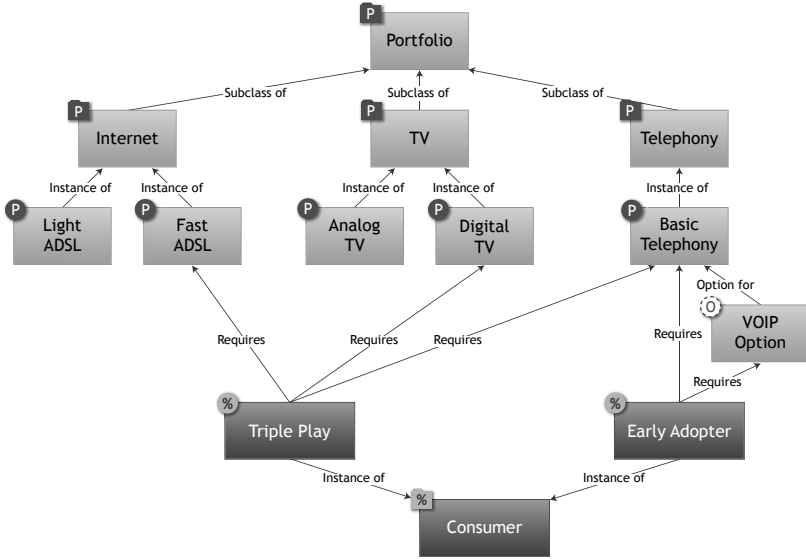 P
Portfolio
Subclass of
Subclass of
Subclass of
P
Internet
P
TV
P
Telephony
Instance of
Instance of
Instance of
Instance of
Instance of
P
Light
ADSL
P
Fast
ADSL
P
Analog
TV
P
Digital
TV
P
Basic
Telephony
Option for
O
VOIP
Option
Requires
Requires
Requires
Requires
Requires
%
Triple Play
%
Early Adopter
Instance of
Instance of
%
Consumer